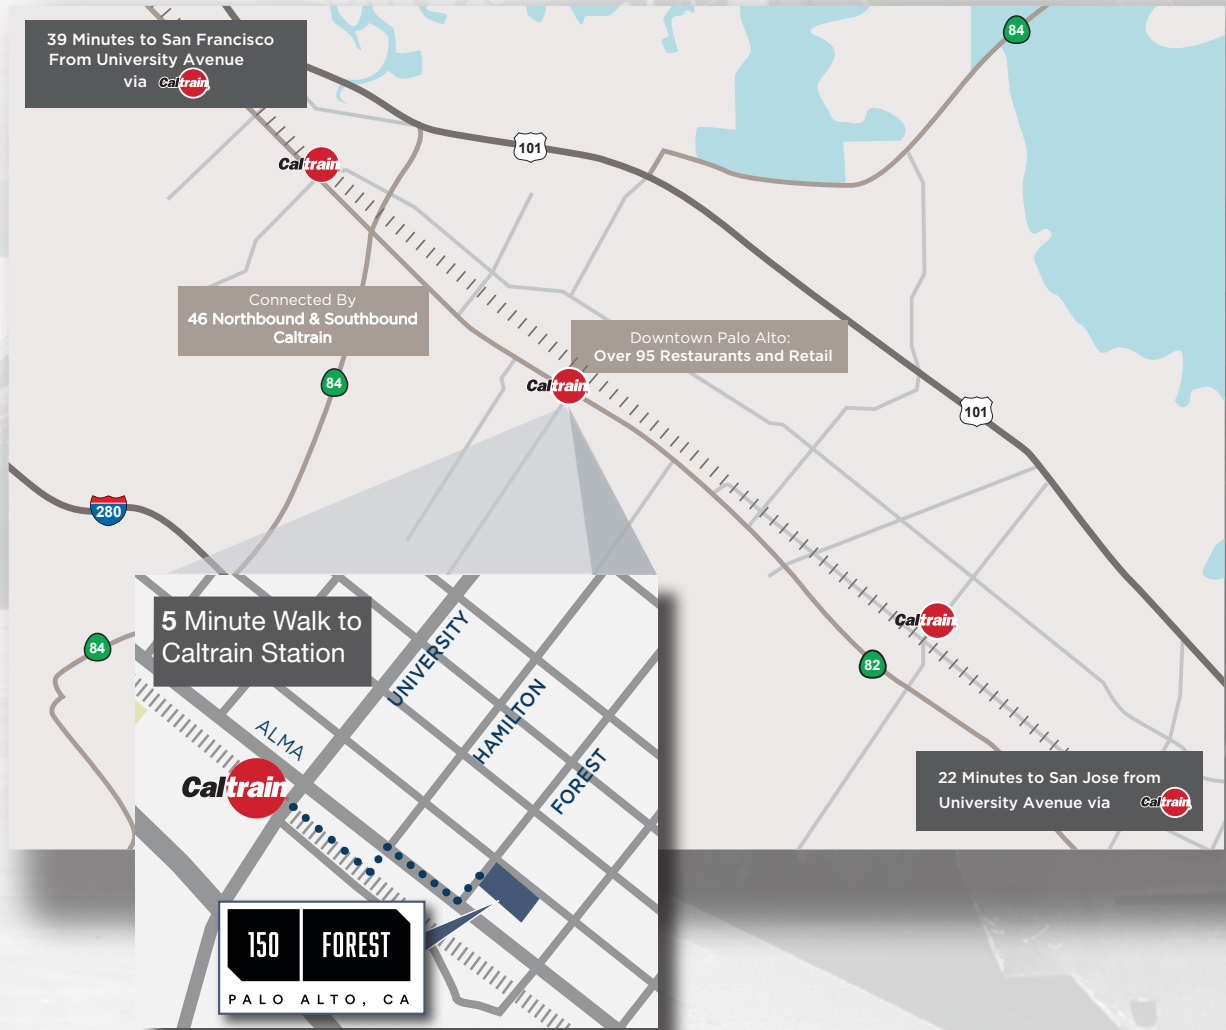 39 Minutes to San Francisco
From University Avenue
via Caltrain
84
101
Caltrain
Connected By
46 Northbound & Southbound
Caltrain
Downtown Palo Alto:
Over 95 Restaurants and Retail
84
Caltrain
101
280
5 Minute Walk to
Caltrain Station
84
UNIVERSITY
HAMILTON
FOREST
ALMA
Caltrain
Caltrain
82
22 Minutes to San Jose from
University Avenue via Caltrain
150 FOREST
PALO ALTO, CA